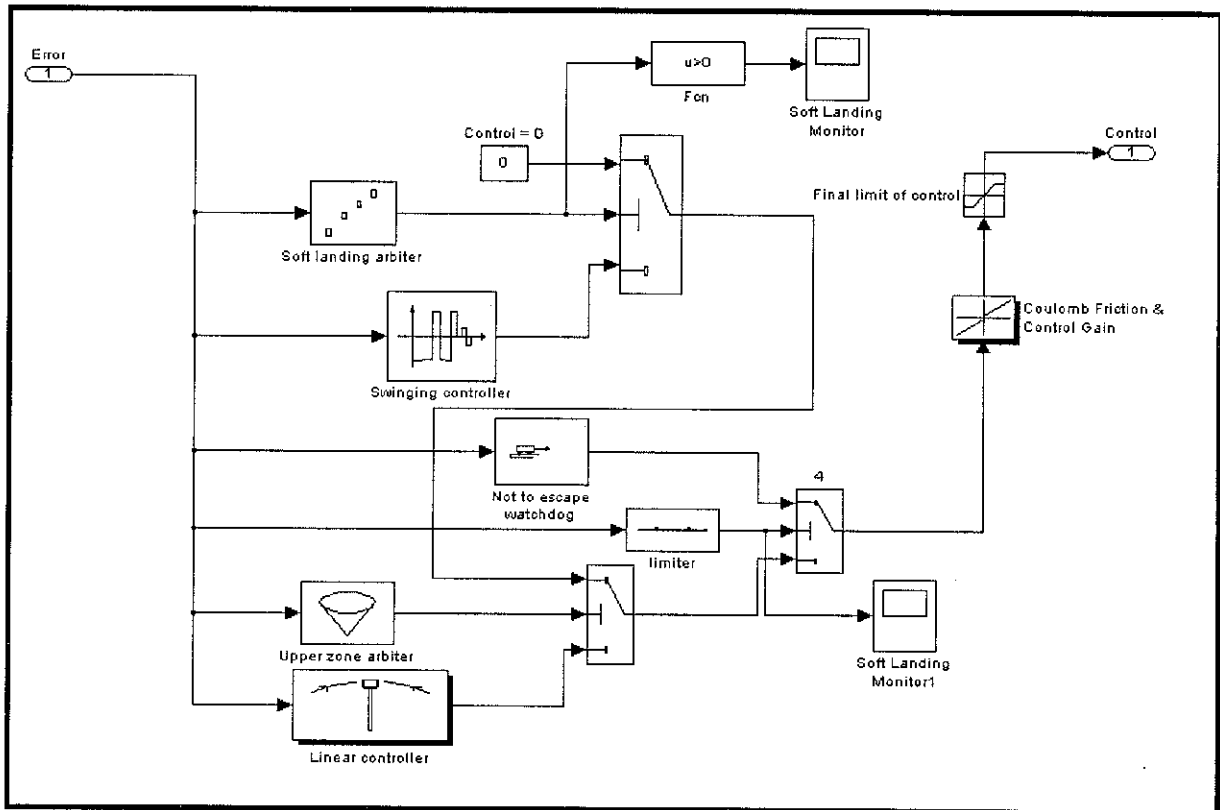 Error
1
u>0
Fcn
Soft Landing
Monitor
Control = 0
0
Control
1
Final limit of control
Soft landing arbiter
Coulomb Friction &
Control Gain
Swinging controller
Not to escape
watchdog
4
limiter
Upper zone arbiter
Soft Landing
Monitor1
Linear controller